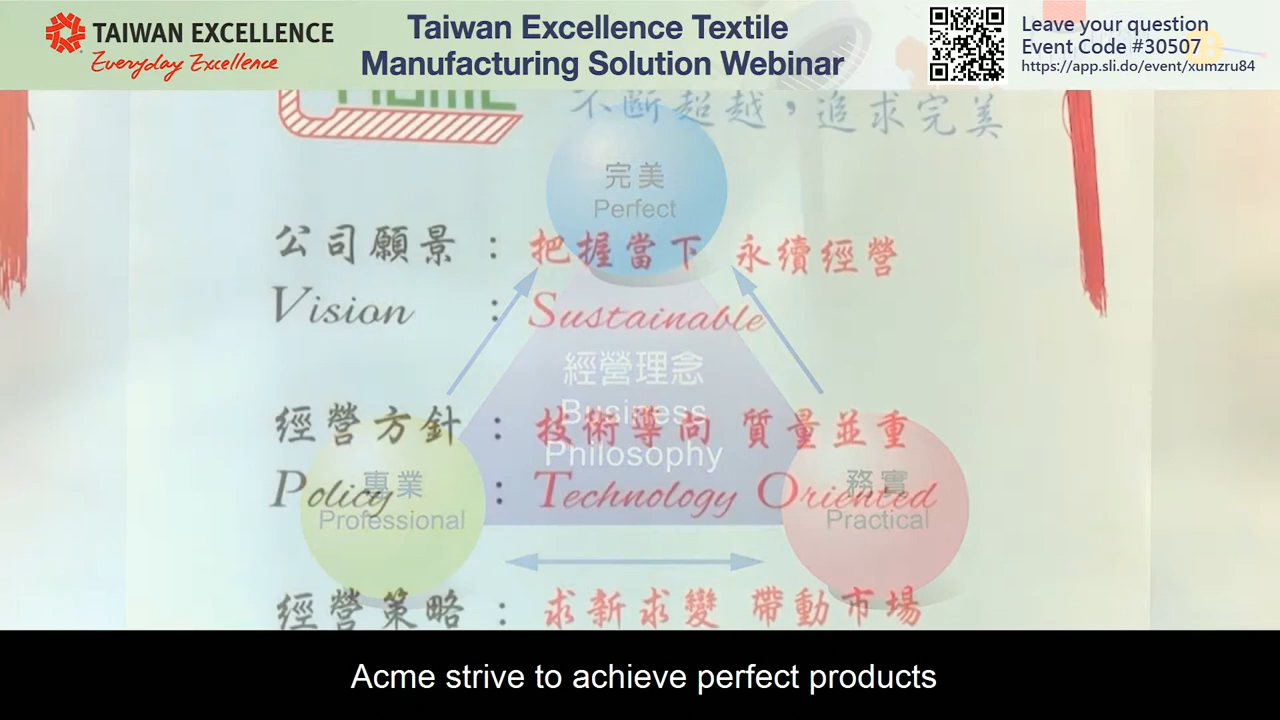 TAIWAN EXCELLENCE
Everyday Excellence
Taiwan Excellence Textile
Manufacturing Solution Webinar
Leave your question
Event Code #30507
https://app.sli.do/event/xumzru84
不斷超越，追求完美
完美
Perfect
公司願景：把握當下 永續經營
Vision : Sustainable
經營理念
Business
Philosophy
經營方針：技術導向 質量並重
Policy : Technology Oriented
專業
Professional
務實
Practical
經營策略：求新求變 帶動市場
Acme strive to achieve perfect products